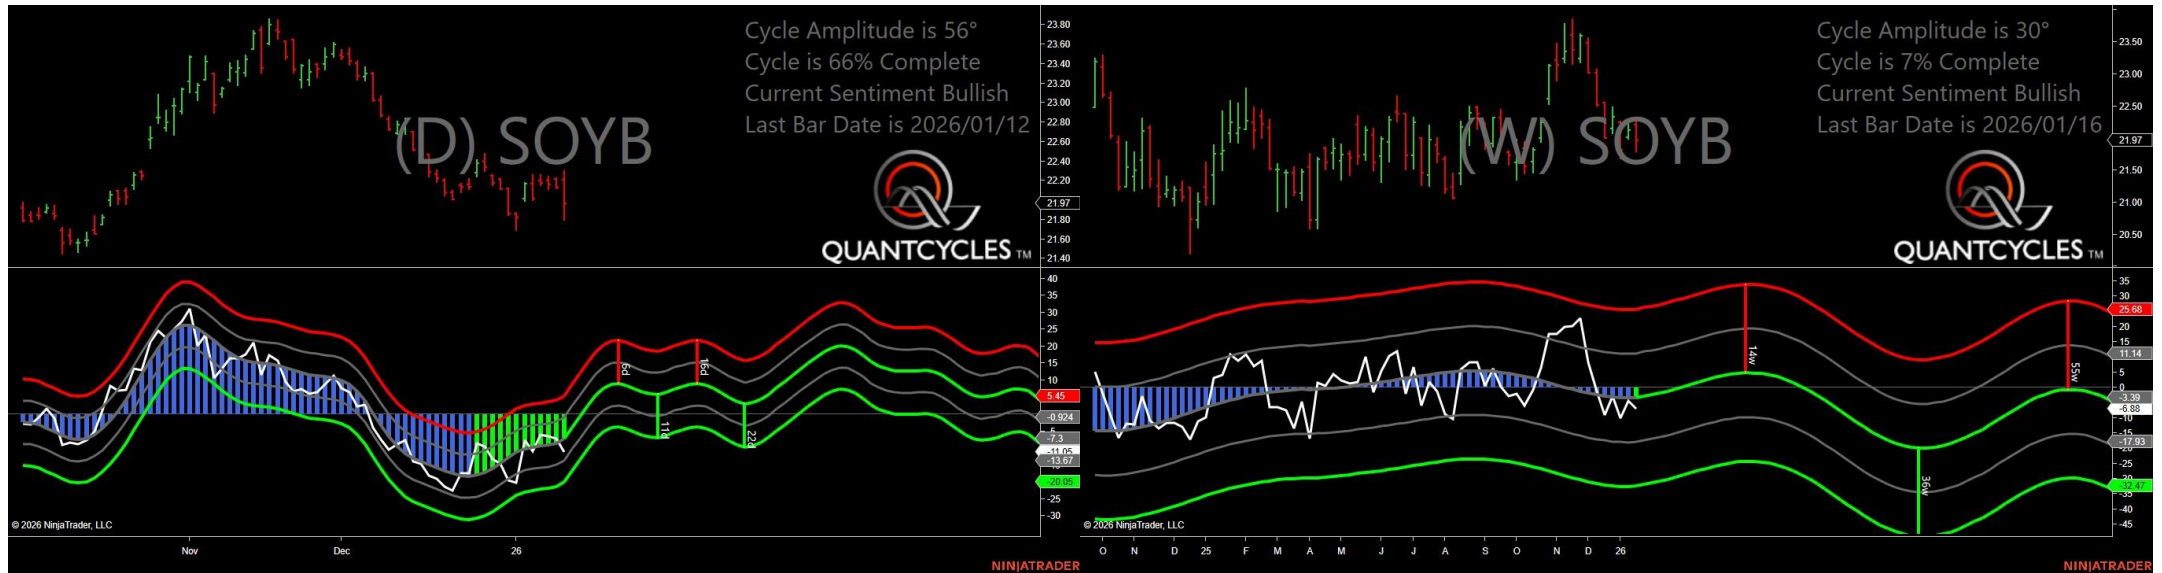 Cycle Amplitude is 56°
Cycle is 66% Complete
Current Sentiment Bullish
Last Bar Date is 2026/01/12
(D) SOYB
QUANTCYCLES TM
23.80
23.60
23.40
23.20
23.00
22.80
22.60
22.40
22.20
21.97
21.80
21.60
21.40
40
35
30
25
20
15
10
5.45
-0.924
-7.3
-11.05
-13.67
-20.05
-25
-30
6d
16d
11d
22d
© 2026 NinjaTrader, LLC
Nov
Dec
26
NINJATRADER
Cycle Amplitude is 30°
Cycle is 7% Complete
Current Sentiment Bullish
Last Bar Date is 2026/01/16
(W) SOYB
QUANTCYCLES TM
23.50
23.00
22.50
21.97
21.50
21.00
20.50
35
30
25.68
20
15
11.14
5
0
-3.39
-6.88
-10
-15
-17.93
-25
-32.47
-35
-40
-45
14w
36w
55w
© 2026 NinjaTrader, LLC
O N D 25 F M A M J J A S O N D 26
NINJATRADER